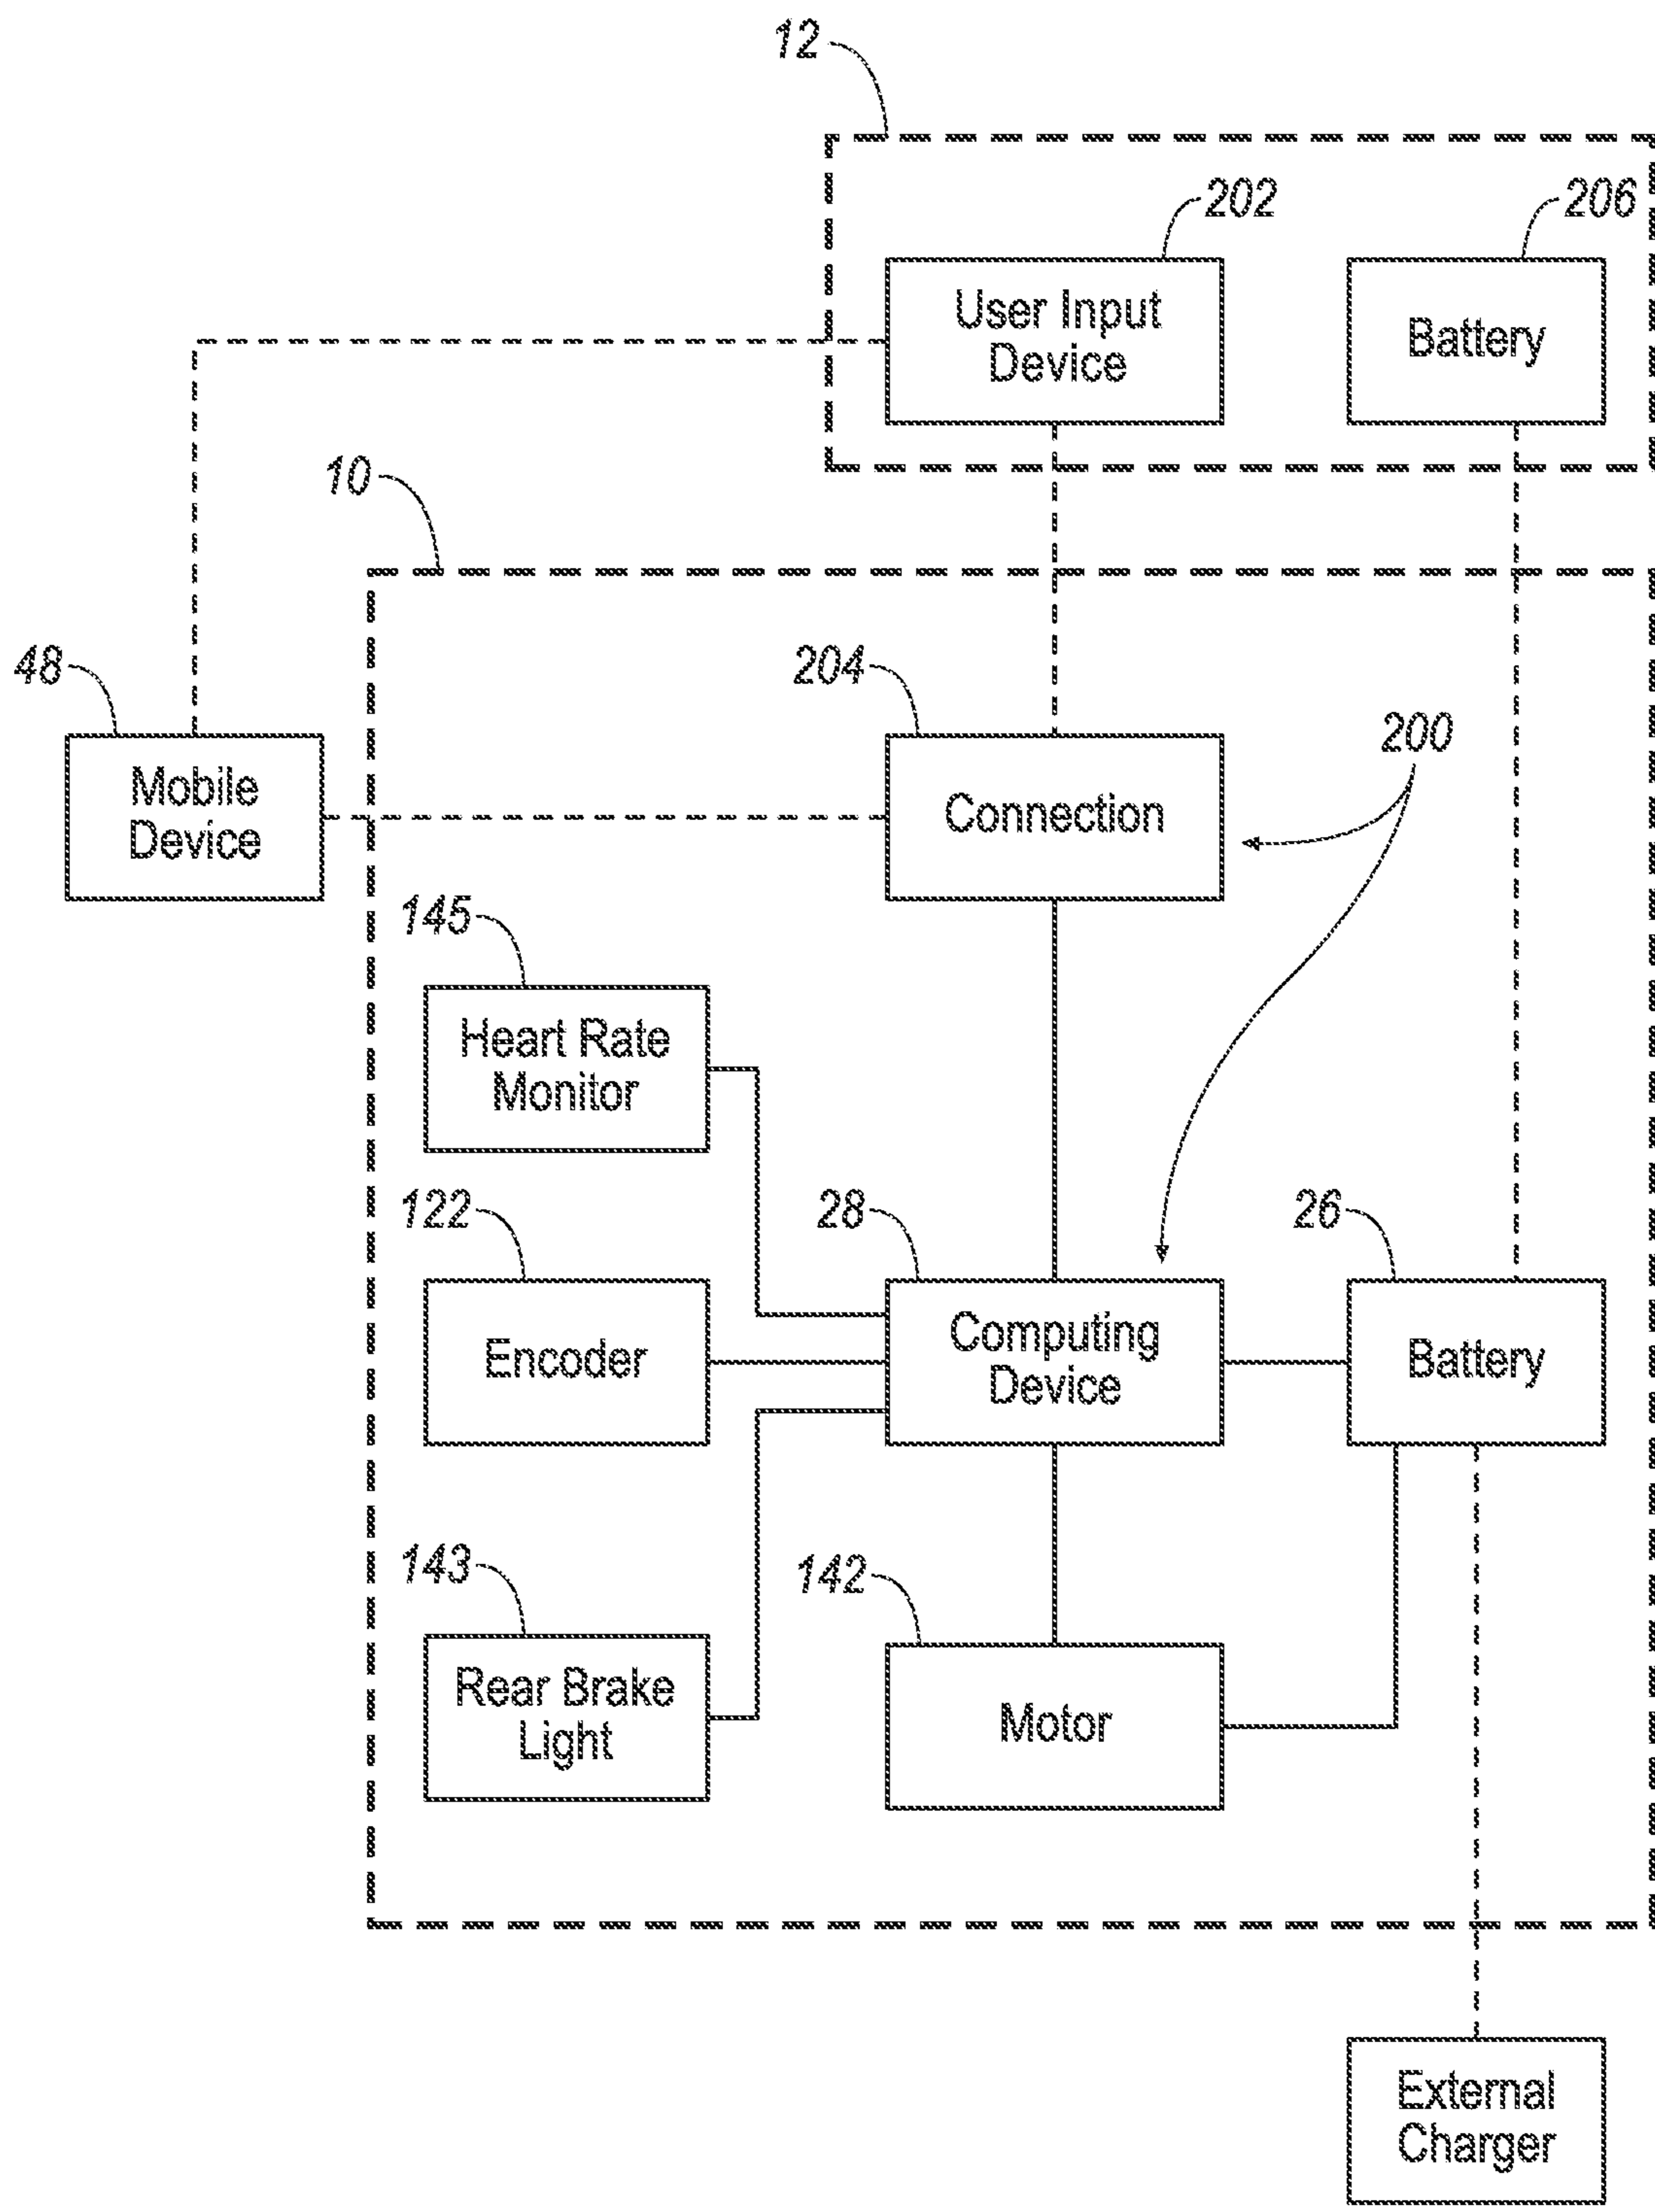 12
202
206
User Input
Device
Battery
10
48
204
200
Mobile
Device
Connection
145
Heart Rate
Monitor
122
28
26
Encoder
Computing
Device
Battery
143
142
Rear Brake
Light
Motor
External
Charger